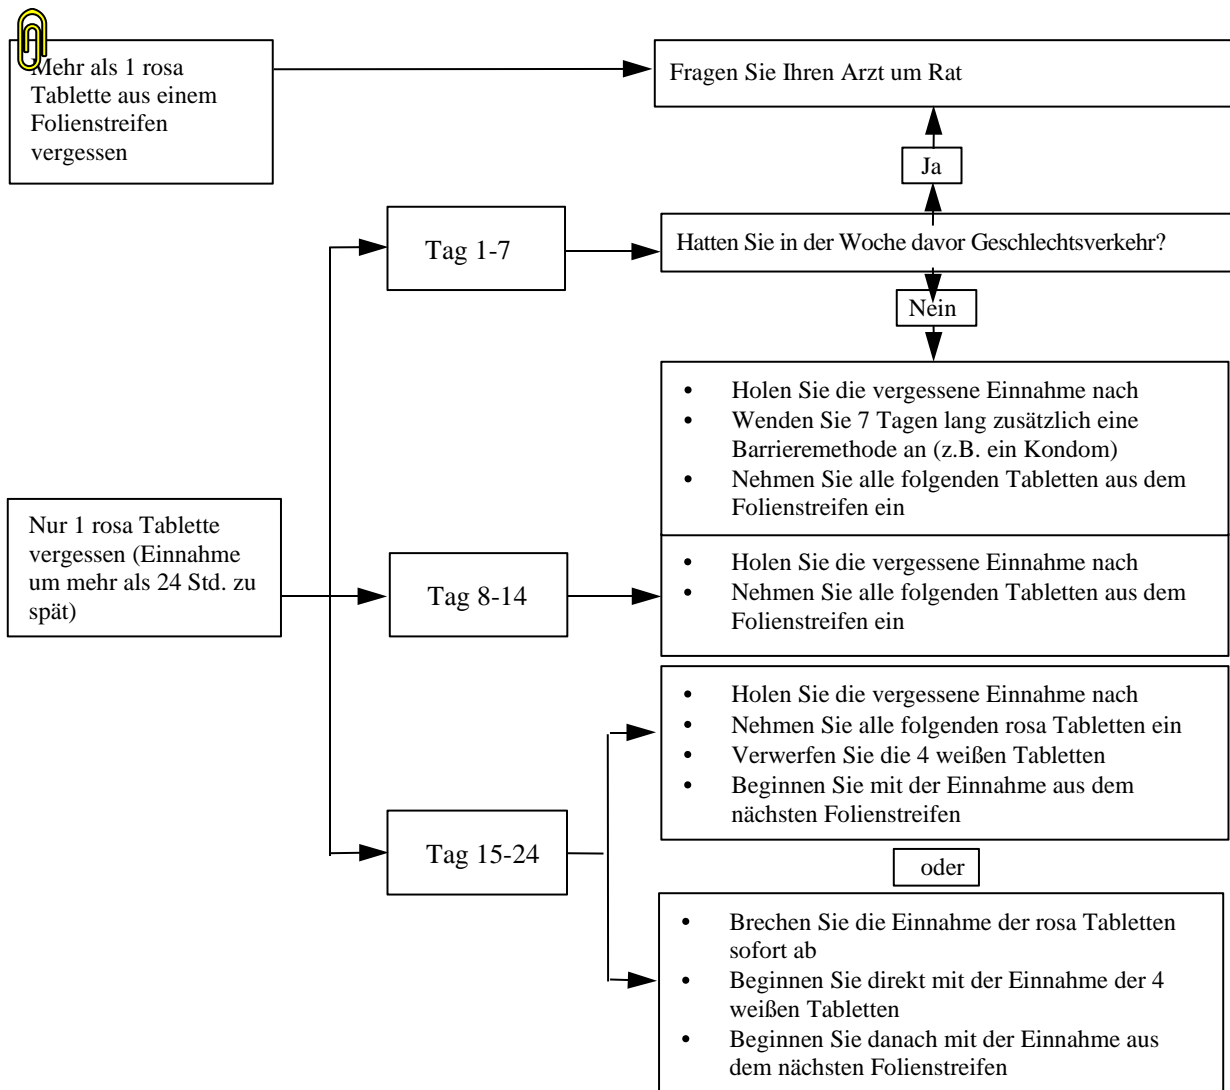 Mehr als 1 rosa
Tablette aus einem
Folienstreifen
vergessen
Fragen Sie Ihren Arzt um Rat
Ja
Tag 1-7
Hatten Sie in der Woche davor Geschlechtsverkehr?
Nein
• Holen Sie die vergessene Einnahme nach
• Wenden Sie 7 Tagen lang zusätzlich eine
Barrieremethode an (z.B. ein Kondom)
• Nehmen Sie alle folgenden Tabletten aus dem
Folienstreifen ein
Nur 1 rosa Tablette
vergessen (Einnahme
um mehr als 24 Std. zu
spät)
Tag 8-14
• Holen Sie die vergessene Einnahme nach
• Nehmen Sie alle folgenden Tabletten aus dem
Folienstreifen ein
Tag 15-24
• Holen Sie die vergessene Einnahme nach
• Nehmen Sie alle folgenden rosa Tabletten ein
• Verwerfen Sie die 4 weißen Tabletten
• Beginnen Sie mit der Einnahme aus dem
nächsten Folienstreifen
oder
• Brechen Sie die Einnahme der rosa Tabletten
sofort ab
• Beginnen Sie direkt mit der Einnahme der 4
weißen Tabletten
• Beginnen Sie danach mit der Einnahme aus
dem nächsten Folienstreifen